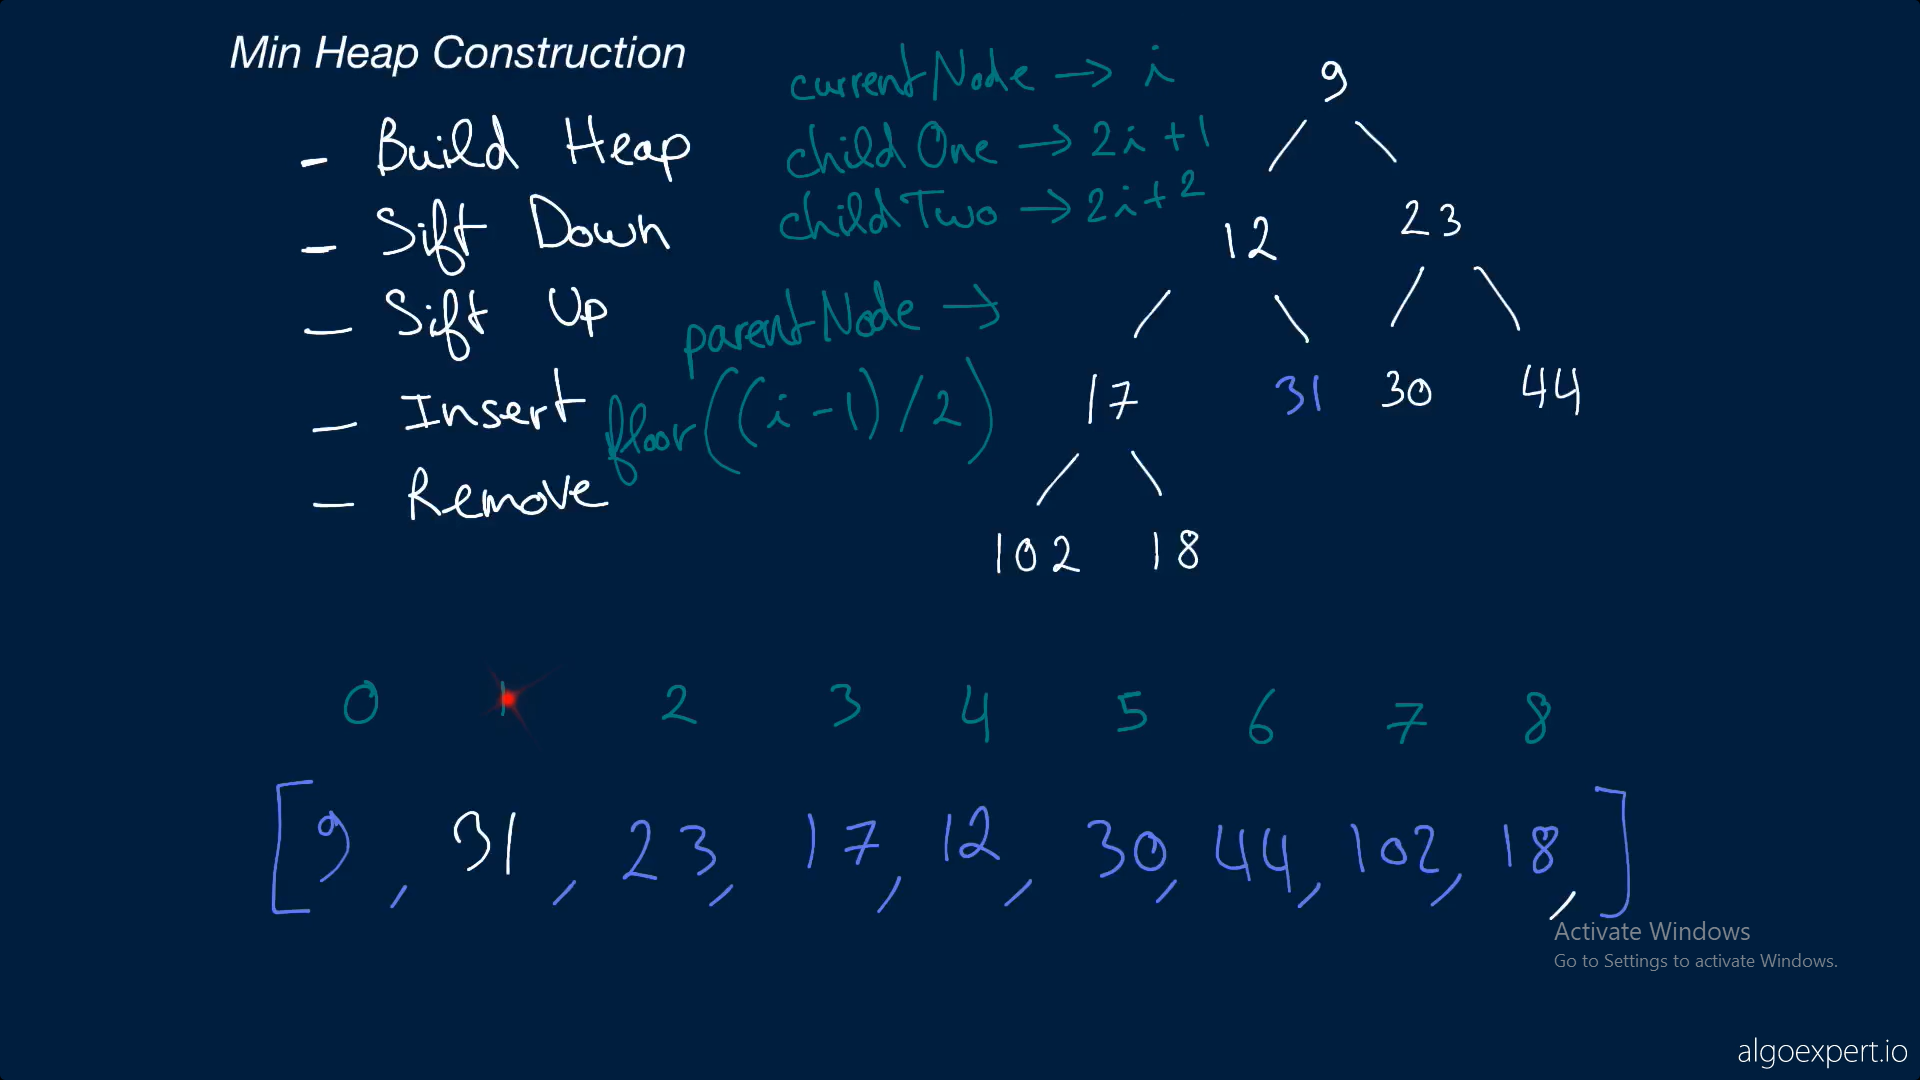 Min Heap Construction
- Build Heap
- Sift Down
- Sift Up
- Insert
- Remove
currentNode → i
childOne → 2i+1
childTwo → 2i+2
parentNode →
floor((i-1)/2)
9
12 23
17 31 30 44
102 18
0 1 2 3 4 5 6 7 8
[9, 31, 23, 17, 12, 30, 44, 102, 18,]
Activate Windows
Go to Settings to activate Windows.
algoexpert.io